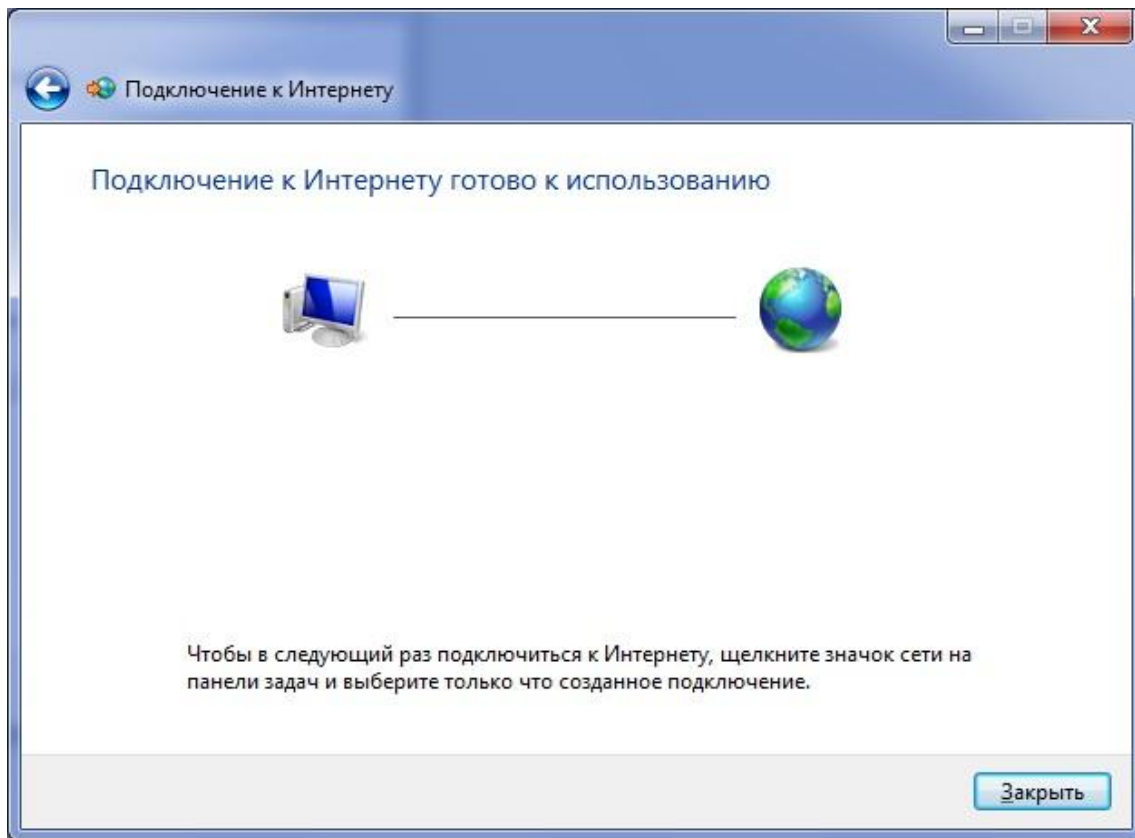 Подключение к Интернету
Подключение к Интернету готово к использованию
Чтобы в следующий раз подключиться к Интернету, щелкните значок сети на
панели задач и выберите только что созданное подключение.
Закрыть